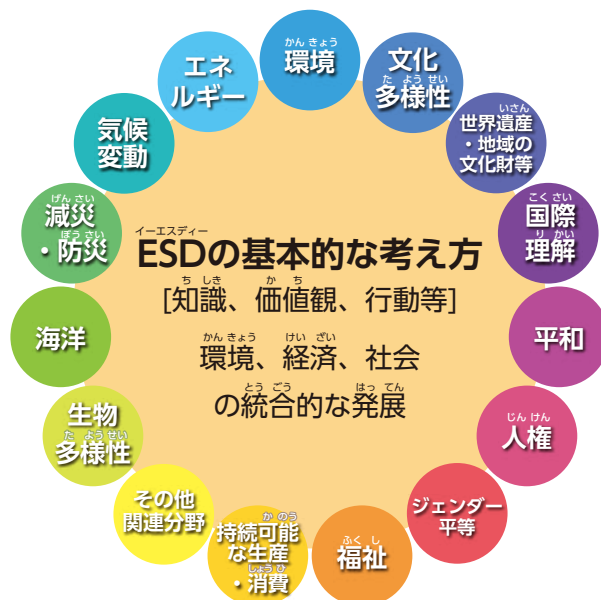 かんきょう
環境
文化
たようせい
多様性
いさん
世界遺産
・地域の
文化財等
こくさい
国際
りかい
理解
平和
じんけん
人権
ジェンダー
平等
ふくし
福祉
かのう
持続可能
な生産
しょうひ
・消費
その他
関連分野
生物
たようせい
多様性
海洋
げんさい
減災
ぼうさい
・防災
気候
変動
エネ
ルギー
イーエスディー
ESDの基本的な考え方
ちしき かち
[知識、価値観、行動等]
かんきょう けいざい
環境、経済、社会
とうごう はってん
の統合的な発展